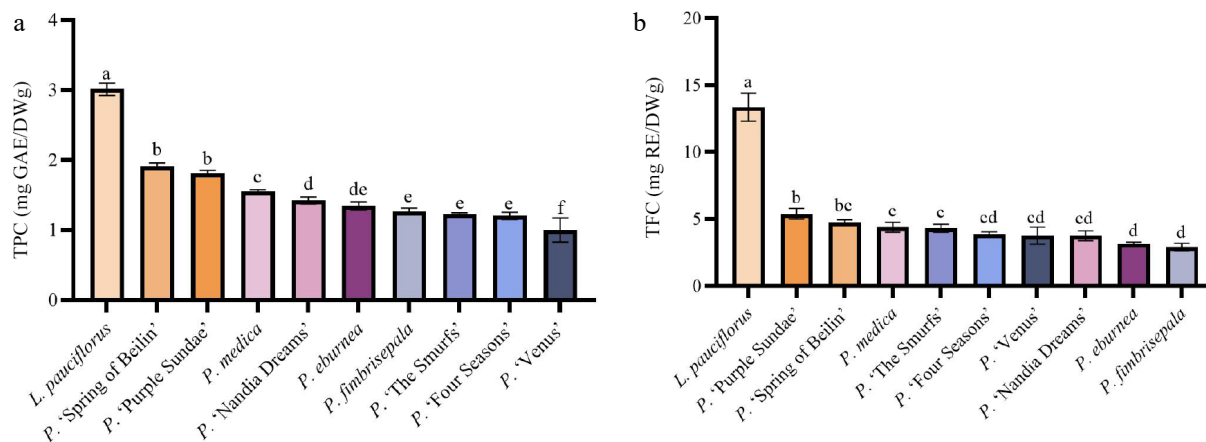 a
TPC (mg GAE/DWg)
4
3
2
1
0
a
b
b
c
d
de
e
e
e
f
L. pauciflorus
P. ‘Spring of Beilin’
P. ‘Purple Sundae’
P. medica
P. ‘Nandia Dreams’
P. eburnea
P. fimbrisepala
P. ‘The Smurfs’
P. ‘Four Seasons’
P. ‘Venus’
b
TFC (mg RE/DWg)
20
15
10
5
0
a
b
bc
c
c
cd
cd
cd
d
d
L. pauciflorus
P. ‘Purple Sundae’
P. ‘Spring of Beilin’
P. medica
P. ‘The Smurfs’
P. ‘Four Seasons’
P. ‘Venus’
P. ‘Nandia Dreams’
P. eburnea
P. fimbrisepala